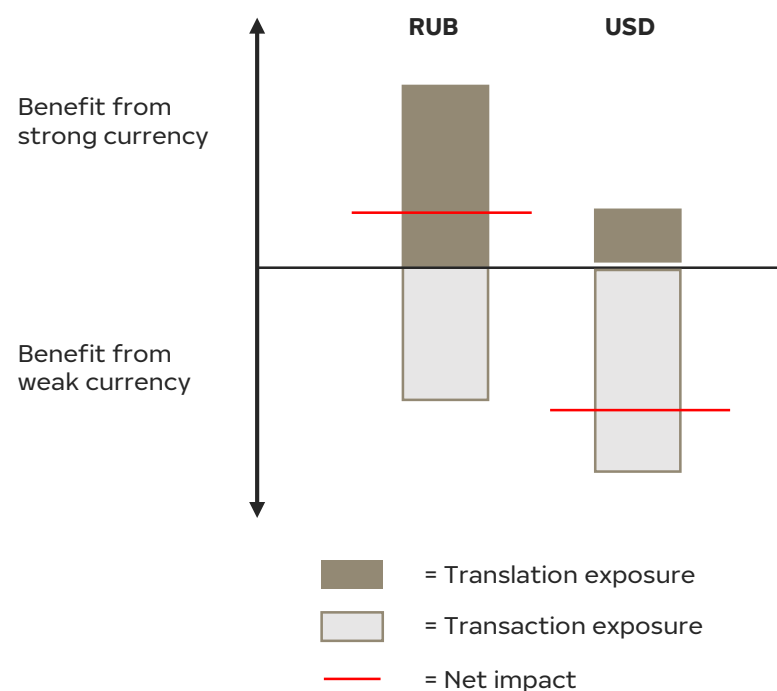 RUB
USD
Benefit from
strong currency
Benefit from
weak currency
= Translation exposure
= Transaction exposure
= Net impact